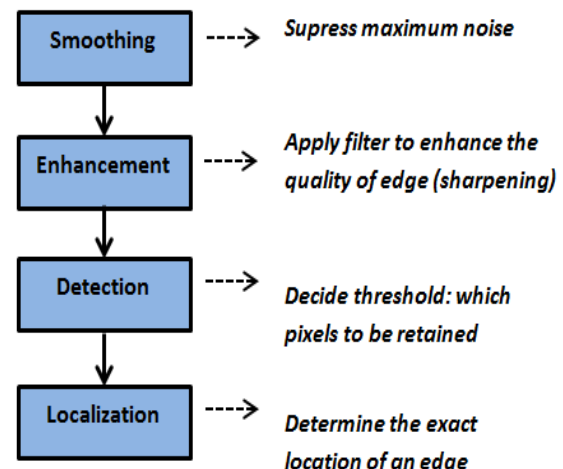 Smoothing
Supress maximum noise
Enhancement
Apply filter to enhance the
quality of edge (sharpening)
Detection
Decide threshold: which
pixels to be retained
Localization
Determine the exact
location of an edge